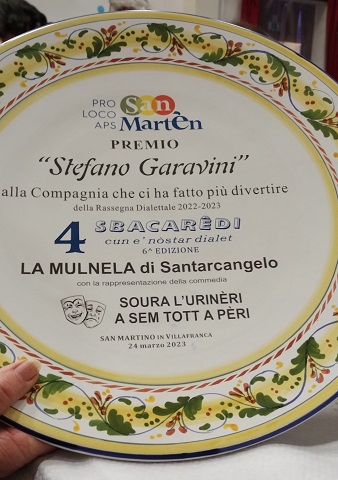 PRO
LOCO
APS
San
Martèn
PREMIO
"Stefano Garavini"
alla Compagnia che ci ha fatto più divertire
della Rassegna Dialettale 2022-2023
4 SBACARÊDI
cun e' nòstar dialet
6ª EDIZIONE
LA MULNELA di Santarcangelo
con la rappresentazione della commedia
SOURA L'URINÈRI
A SEM TOTT A PÈRI
SAN MARTINO IN VILLAFRANCA
24 marzo 2023